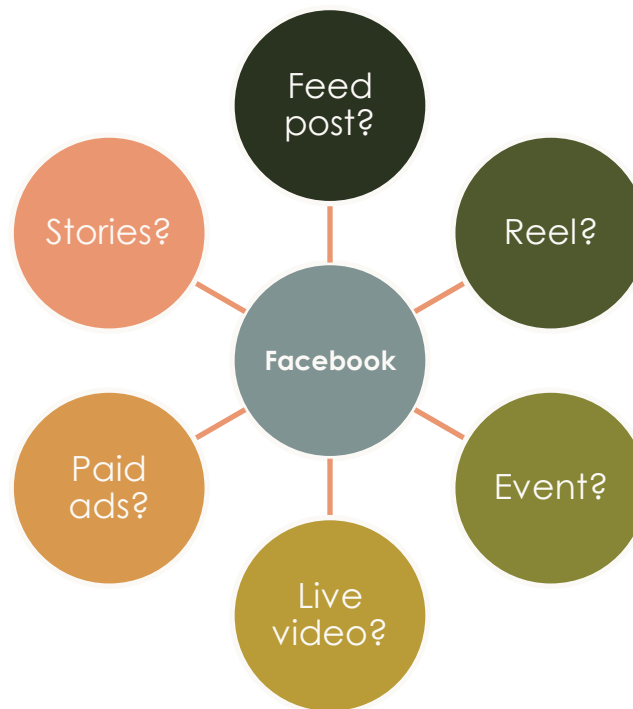 Feed
post?
Stories?
Reel?
Facebook
Paid
ads?
Event?
Live
video?